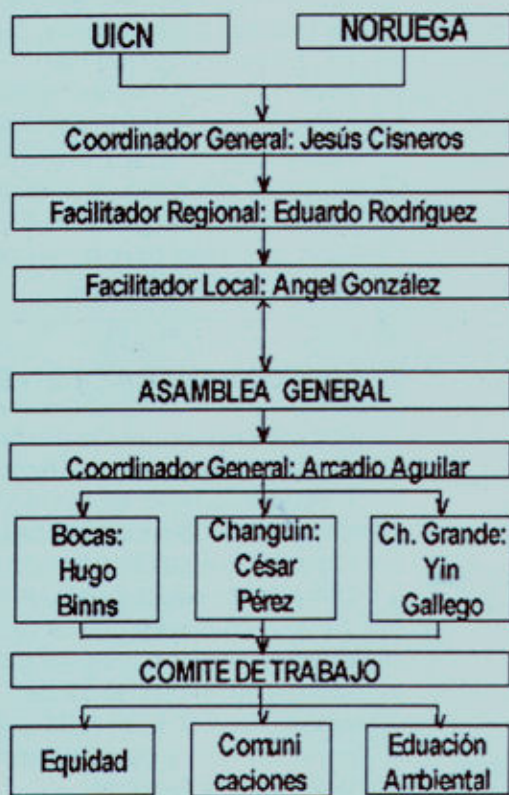 UICN
NORUEGA
Coordinador General: Jesús Cisneros
Facilitador Regional: Eduardo Rodríguez
Facilitador Local: Angel González
ASAMBLEA GENERAL
Coordinador General: Arcadio Aguilar
Bocas:
Hugo
Binns
Changuin:
César
Pérez
Ch. Grande:
Yin
Gallego
COMITE DE TRABAJO
Equidad
Comuni
caciones
Eduación
Ambiental